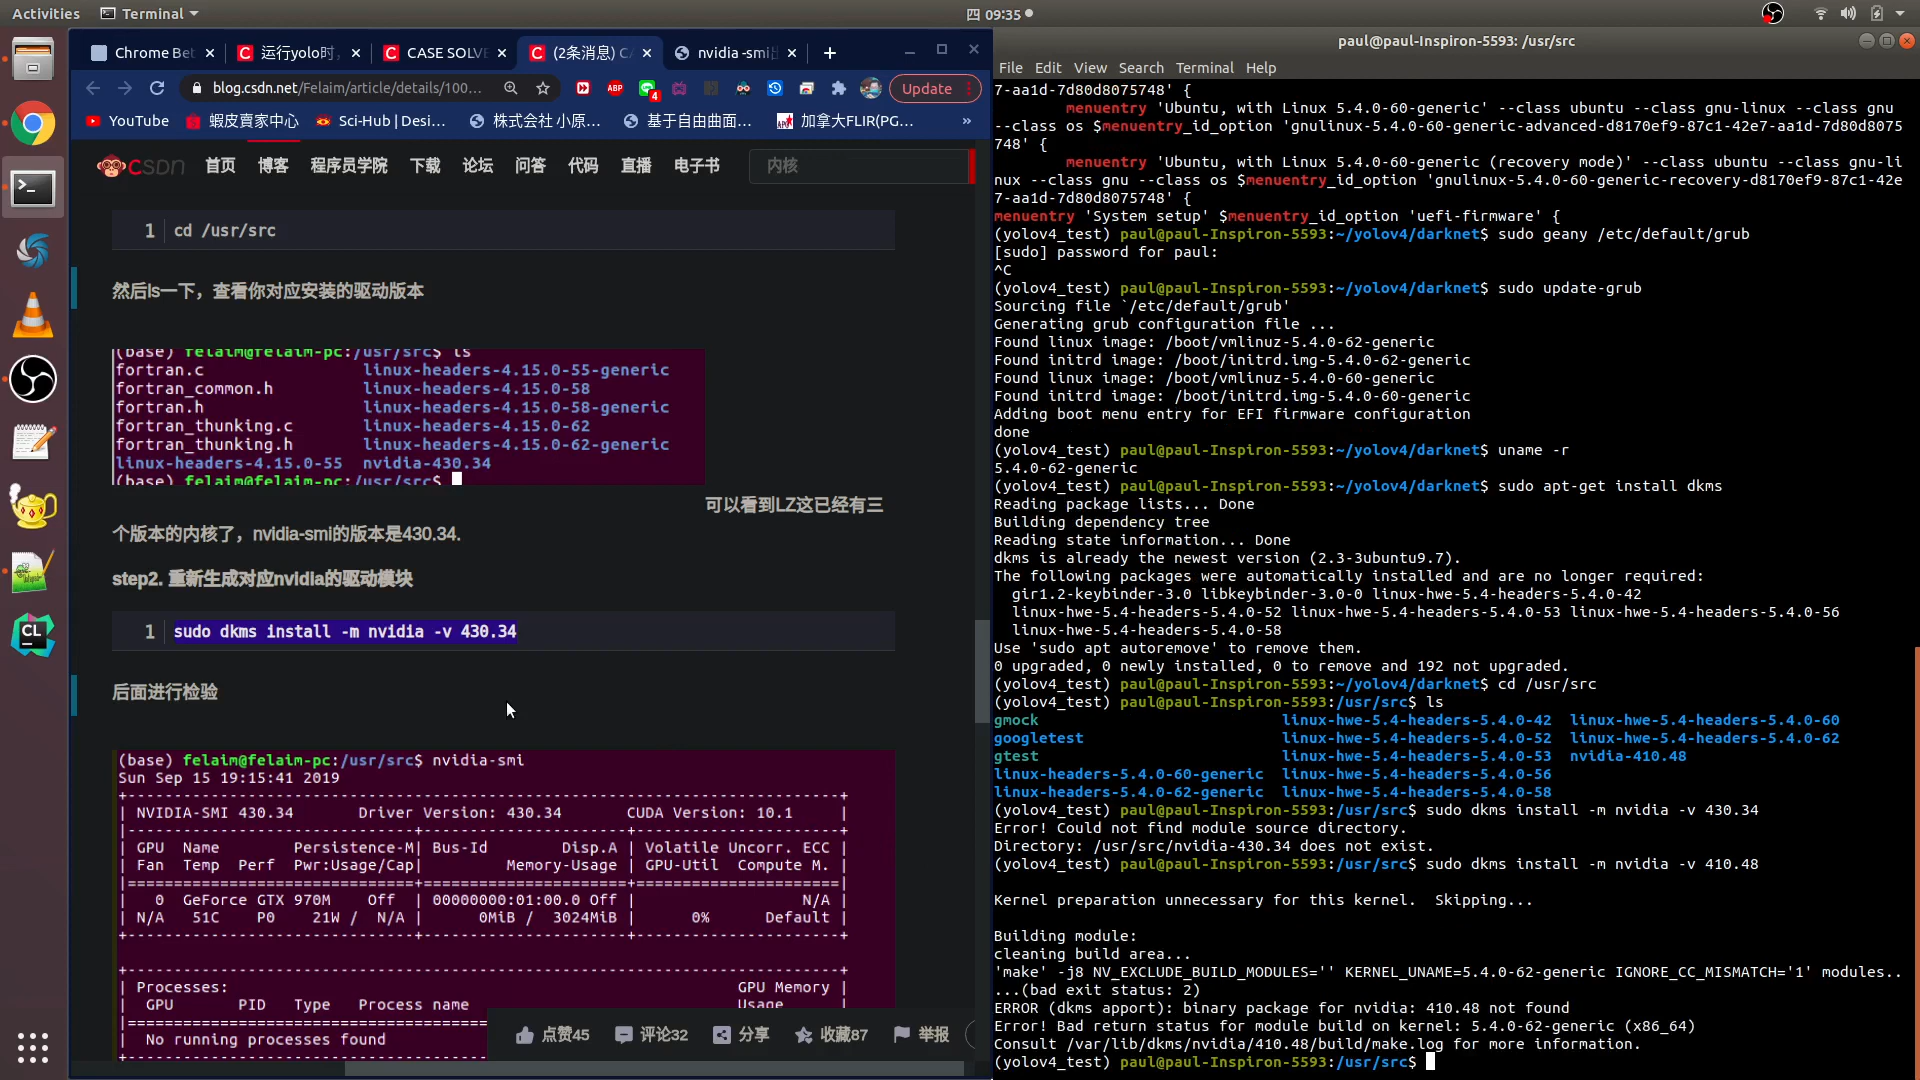 Activities
Terminal
四 09:35
Chrome Bet
运行yolo时,
CASE SOLVE
(2条消息) CA
nvidia -smi出
blog.csdn.net/Felaim/article/details/100...
ABP
4
Update
YouTube
蝦皮賣家中心
Sci-Hub | Desi...
株式会社 小原...
基于自由曲面...
加拿大FLIR(PG...
»
CSDN
首页
博客
程序员学院
下载
论坛
问答
代码
直播
电子书
内核
1 cd /usr/src
然后ls一下，查看你对应安装的驱动版本
(base) felaim@felaim-pc:/usr/src$ ls
fortran.c linux-headers-4.15.0-55-generic
fortran_common.h linux-headers-4.15.0-58
fortran.h linux-headers-4.15.0-58-generic
fortran_thunking.c linux-headers-4.15.0-62
fortran_thunking.h linux-headers-4.15.0-62-generic
linux-headers-4.15.0-55 nvidia-430.34
(base) felaim@felaim-pc:/usr/src$
可以看到LZ这已经有三
个版本的内核了，nvidia-smi的版本是430.34.
step2. 重新生成对应nvidia的驱动模块
1 sudo dkms install -m nvidia -v 430.34
后面进行检验
(base) felaim@felaim-pc:/usr/src$ nvidia-smi
Sun Sep 15 19:15:41 2019
+-----------------------------------------------------------------------------+
| NVIDIA-SMI 430.34 Driver Version: 430.34 CUDA Version: 10.1 |
|-------------------------------+----------------------+----------------------+
| GPU Name Persistence-M| Bus-Id Disp.A | Volatile Uncorr. ECC
| Fan Temp Perf Pwr:Usage/Cap| Memory-Usage | GPU-Util Compute M. |
|===============================+======================+======================|
| 0 GeForce GTX 970M Off | 00000000:01:00.0 Off | N/A |
| N/A 51C P0 21W / N/A | 0MiB / 3024MiB | 0% Default |
+-------------------------------+----------------------+----------------------+
+-----------------------------------------------------------------------------+
| Processes: GPU Memory |
| GPU PID Type Process name Usage |
| No running processes found
点赞45
评论32
分享
收藏87
举报
paul@paul-Inspiron-5593: /usr/src
File Edit View Search Terminal Help
7-aa1d-7d80d8075748' {
menuentry 'Ubuntu, with Linux 5.4.0-60-generic' --class ubuntu --class gnu-linux --class gnu
--class os $menuentry_id_option 'gnulinux-5.4.0-60-generic-advanced-d8170ef9-87c1-42e7-aa1d-7d80d8075
748' {
menuentry 'Ubuntu, with Linux 5.4.0-60-generic (recovery mode)' --class ubuntu --class gnu-li
nux --class gnu --class os $menuentry_id_option 'gnulinux-5.4.0-60-generic-recovery-d8170ef9-87c1-42e
7-aa1d-7d80d8075748' {
menuentry 'System setup' $menuentry_id_option 'uefi-firmware' {
(yolov4_test) paul@paul-Inspiron-5593:~/yolov4/darknet$ sudo geany /etc/default/grub
[sudo] password for paul:
^C
(yolov4_test) paul@paul-Inspiron-5593:~/yolov4/darknet$ sudo update-grub
Sourcing file `/etc/default/grub'
Generating grub configuration file ...
Found linux image: /boot/vmlinuz-5.4.0-62-generic
Found initrd image: /boot/initrd.img-5.4.0-62-generic
Found linux image: /boot/vmlinuz-5.4.0-60-generic
Found initrd image: /boot/initrd.img-5.4.0-60-generic
Adding boot menu entry for EFI firmware configuration
done
(yolov4_test) paul@paul-Inspiron-5593:~/yolov4/darknet$ uname -r
5.4.0-62-generic
(yolov4_test) paul@paul-Inspiron-5593:~/yolov4/darknet$ sudo apt-get install dkms
Reading package lists... Done
Building dependency tree
Reading state information... Done
dkms is already the newest version (2.3-3ubuntu9.7).
The following packages were automatically installed and are no longer required:
gir1.2-keybinder-3.0 libkeybinder-3.0-0 linux-hwe-5.4-headers-5.4.0-42
linux-hwe-5.4-headers-5.4.0-52 linux-hwe-5.4-headers-5.4.0-53 linux-hwe-5.4-headers-5.4.0-56
linux-hwe-5.4-headers-5.4.0-58
Use 'sudo apt autoremove' to remove them.
0 upgraded, 0 newly installed, 0 to remove and 192 not upgraded.
(yolov4_test) paul@paul-Inspiron-5593:~/yolov4/darknet$ cd /usr/src
(yolov4_test) paul@paul-Inspiron-5593:/usr/src$ ls
gmock linux-hwe-5.4-headers-5.4.0-42 linux-hwe-5.4-headers-5.4.0-60
googletest linux-hwe-5.4-headers-5.4.0-52 linux-hwe-5.4-headers-5.4.0-62
gtest linux-hwe-5.4-headers-5.4.0-53 nvidia-410.48
linux-headers-5.4.0-60-generic linux-hwe-5.4-headers-5.4.0-56
linux-headers-5.4.0-62-generic linux-hwe-5.4-headers-5.4.0-58
(yolov4_test) paul@paul-Inspiron-5593:/usr/src$ sudo dkms install -m nvidia -v 430.34
Error! Could not find module source directory.
Directory: /usr/src/nvidia-430.34 does not exist.
(yolov4_test) paul@paul-Inspiron-5593:/usr/src$ sudo dkms install -m nvidia -v 410.48
Kernel preparation unnecessary for this kernel. Skipping...
Building module:
cleaning build area...
'make' -j8 NV_EXCLUDE_BUILD_MODULES='' KERNEL_UNAME=5.4.0-62-generic IGNORE_CC_MISMATCH='1' modules..
...(bad exit status: 2)
ERROR (dkms apport): binary package for nvidia: 410.48 not found
Error! Bad return status for module build on kernel: 5.4.0-62-generic (x86_64)
Consult /var/lib/dkms/nvidia/410.48/build/make.log for more information.
(yolov4_test) paul@paul-Inspiron-5593:/usr/src$
CL